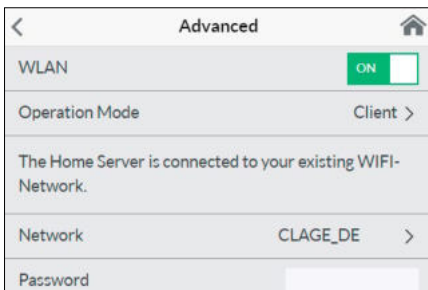 Advanced
WLAN ON
Operation Mode Client >
The Home Server is connected to your existing WIFI-
Network.
Network CLAGE_DE >
Password